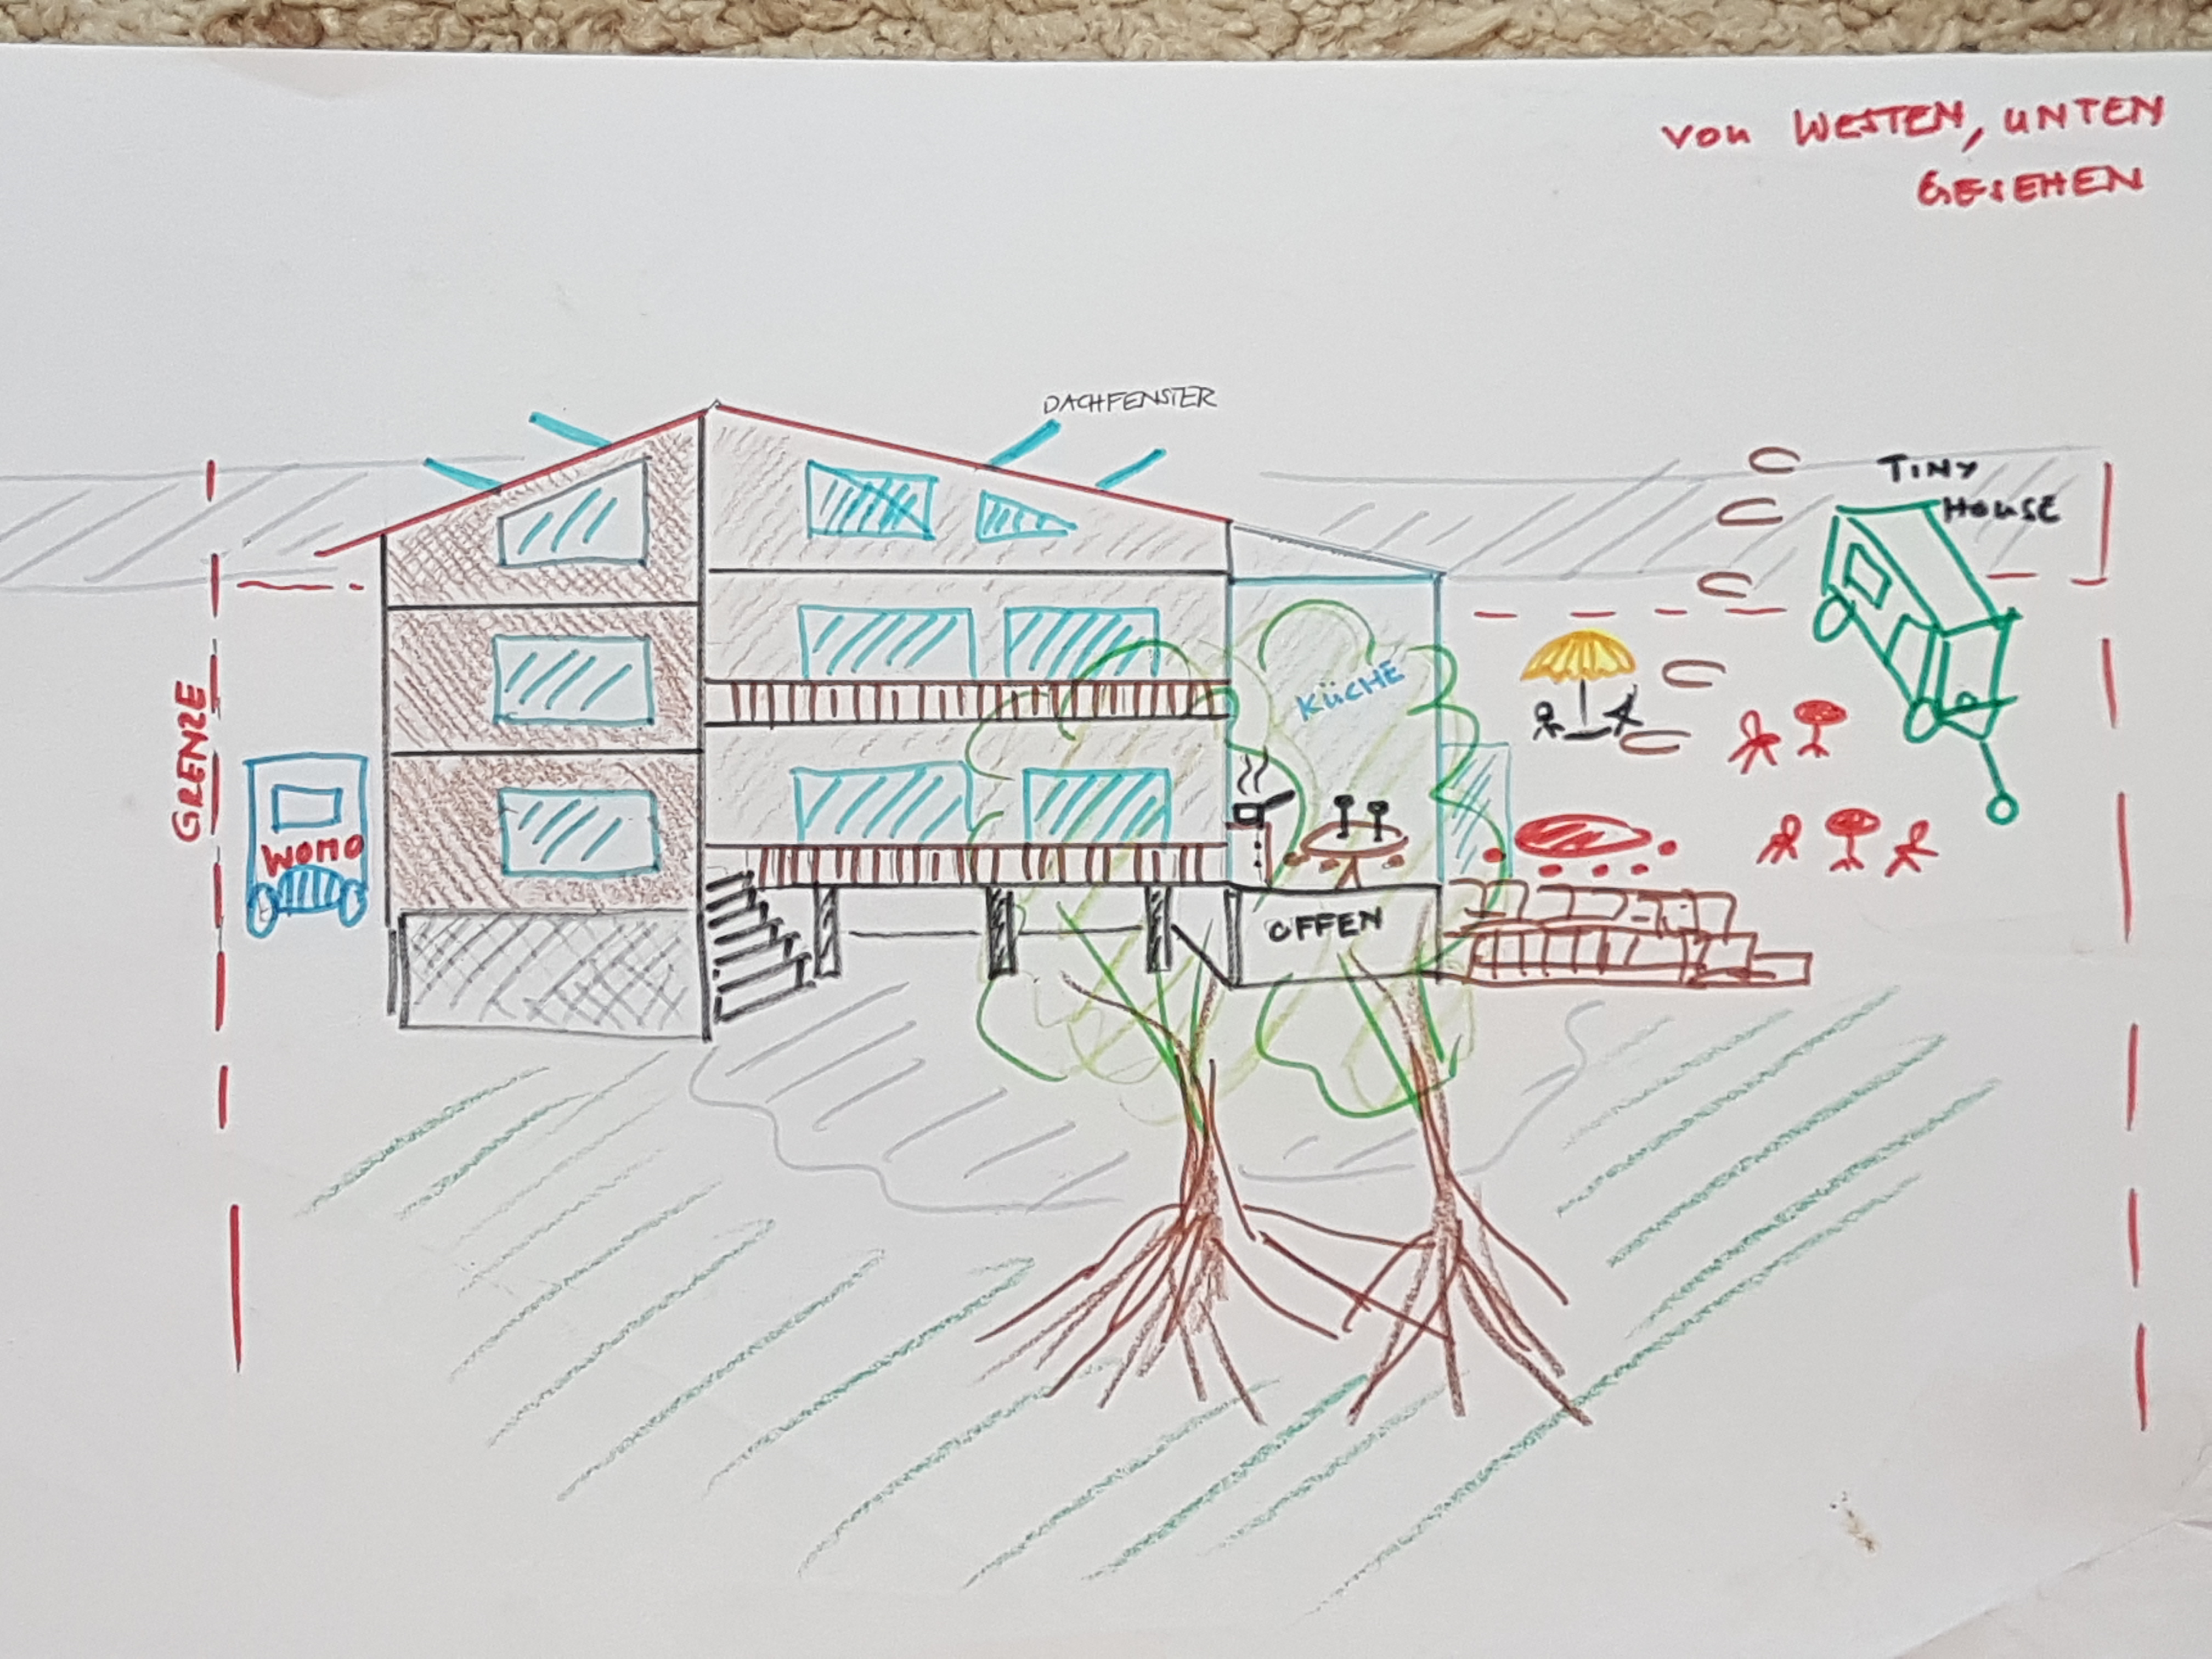 von WESTEN, UNTEN
GESEHEN
DACHFENSTER
TINY
HOUSE
KÜCHE
GRENZE
WOMO
OFFEN